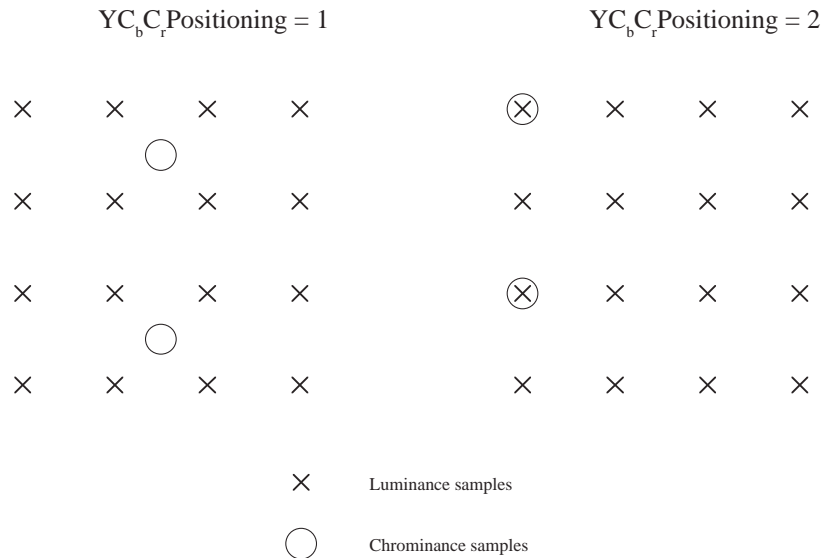 YCbCrPositioning = 1
YCbCrPositioning = 2
Luminance samples
Chrominance samples